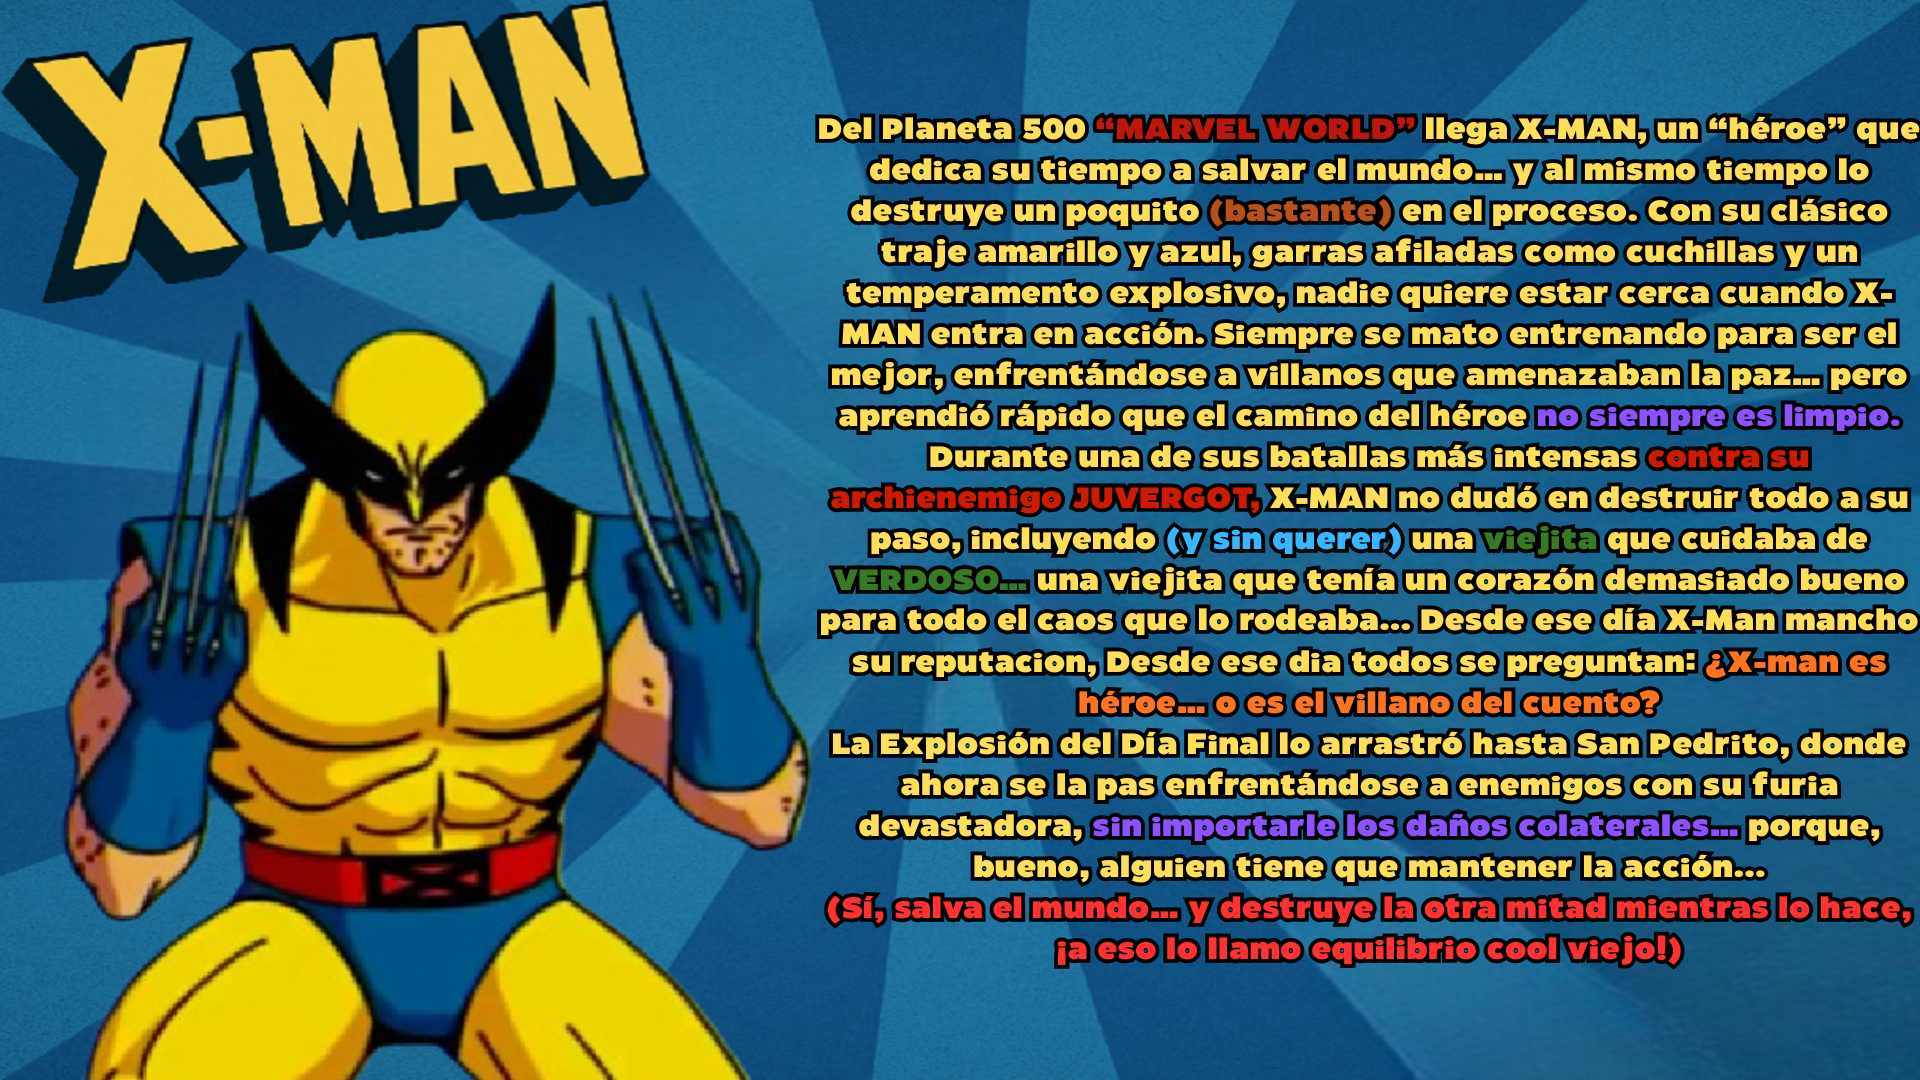 X-MAN
Del Planeta 500 “MARVEL WORLD” llega X-MAN, un “héroe” que
dedica su tiempo a salvar el mundo... y al mismo tiempo lo
destruye un poquito (bastante) en el proceso. Con su clásico
traje amarillo y azul, garras afiladas como cuchillas y un
temperamento explosivo, nadie quiere estar cerca cuando X-
MAN entra en acción. Siempre se mato entrenando para ser el
mejor, enfrentándose a villanos que amenazaban la paz... pero
aprendió rápido que el camino del héroe no siempre es limpio.
Durante una de sus batallas más intensas contra su
archienemigo JUVERGOT, X-MAN no dudó en destruir todo a su
paso, incluyendo (y sin querer) una viejita que cuidaba de
VERDOSO... una viejita que tenía un corazón demasiado bueno
para todo el caos que lo rodeaba... Desde ese día X-Man mancho
su reputacion, Desde ese dia todos se preguntan: ¿X-man es
héroe... o es el villano del cuento?
La Explosión del Día Final lo arrastró hasta San Pedrito, donde
ahora se la pas enfrentándose a enemigos con su furia
devastadora, sin importarle los daños colaterales... porque,
bueno, alguien tiene que mantener la acción...
(Sí, salva el mundo... y destruye la otra mitad mientras lo hace,
¡a eso lo llamo equilibrio cool viejo!)